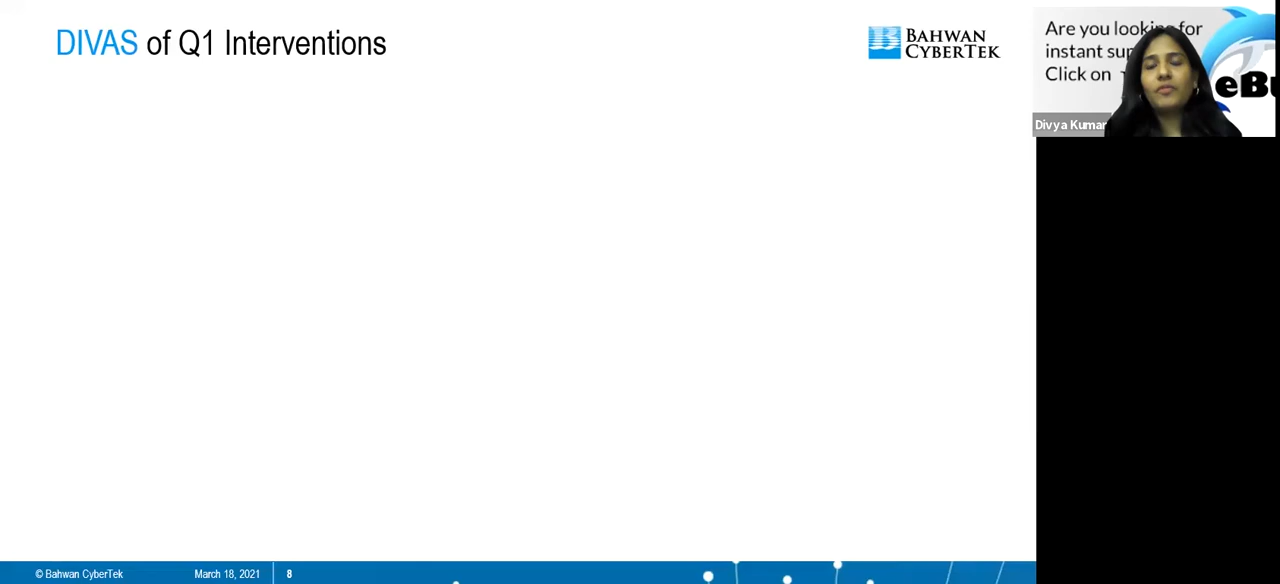 DIVAS of Q1 Interventions
BAHWAN
CYBERTEK
Are you looking for
instant
Click on
eB
Divya Kumar
© Bahwan CyberTek
March 18, 2021
8